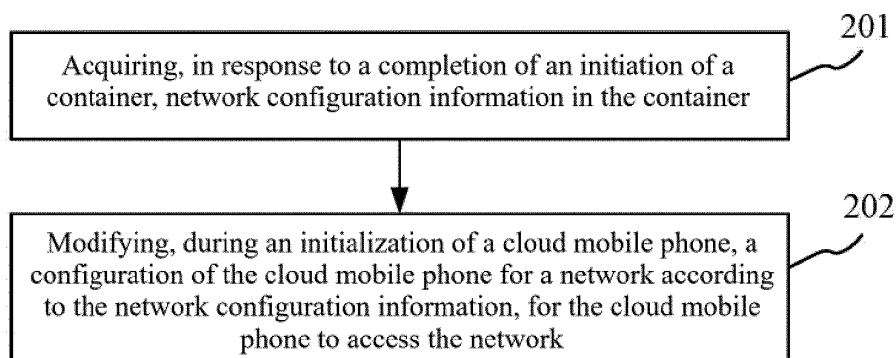 201
Acquiring, in response to a completion of an initiation of a
container, network configuration information in the container
202
Modifying, during an initialization of a cloud mobile phone, a
configuration of the cloud mobile phone for a network according
to the network configuration information, for the cloud mobile
phone to access the network